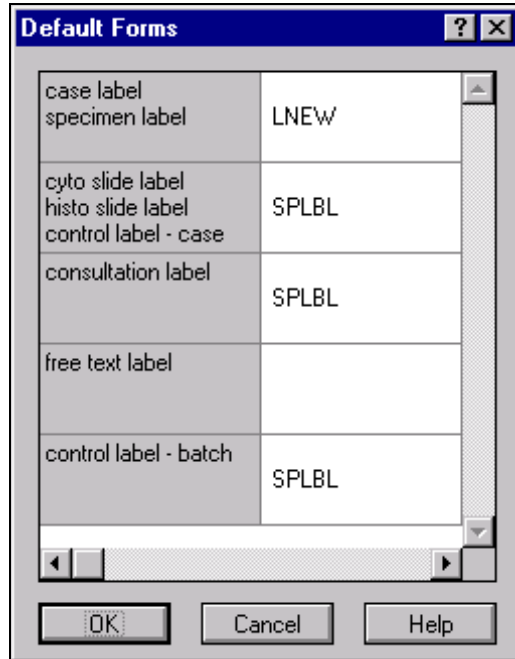 Default Forms
case label
specimen label
LNEW
cyto slide label
histo slide label
control label - case
SPLBL
consultation label
SPLBL
free text label
control label - batch
SPLBL
OK
Cancel
Help